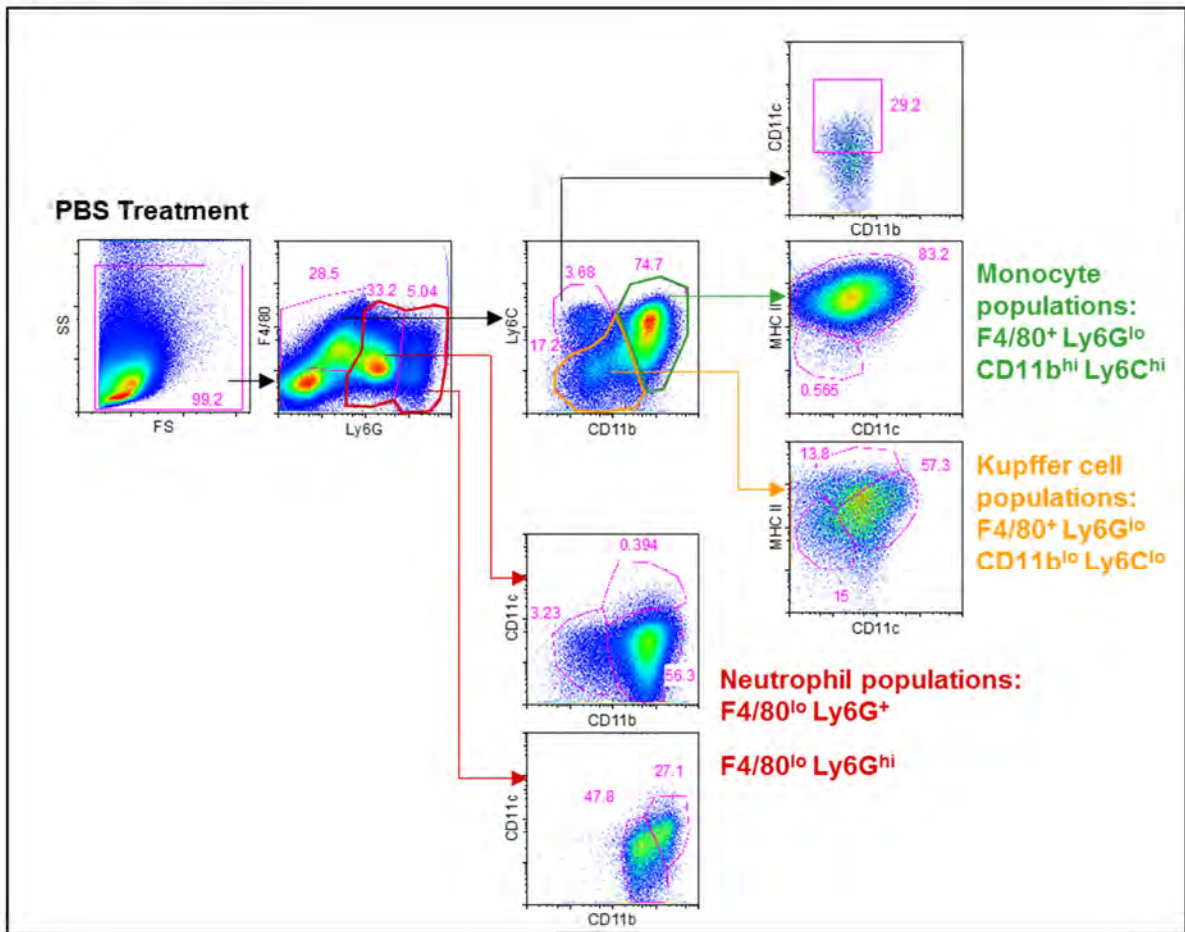 29.2
CD11c
CD11b
PBS Treatment
SS
99.2
FS
28.5
33.2
5.04
F4/80
Ly6G
3.68
74.7
Ly6C
17.2
CD11b
83.2
MHC II
0.565
CD11c
Monocyte
populations:
F4/80⁺ Ly6Gˡᵒ
CD11bʰⁱ Ly6Cʰⁱ
13.8
57.3
MHC II
15
CD11c
Kupffer cell
populations:
F4/80⁺ Ly6Gˡᵒ
CD11bˡᵒ Ly6Cˡᵒ
0.394
CD11c
3.23
56.3
CD11b
Neutrophil populations:
F4/80ˡᵒ Ly6G⁺
F4/80ˡᵒ Ly6Gʰⁱ
27.1
47.8
CD11c
CD11b